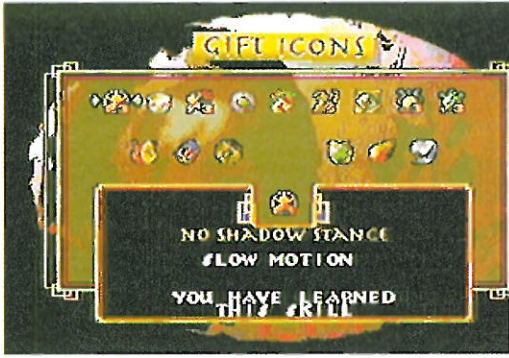 GIFT ICONS
NO SHADOW STANCE
SLOW MOTION
YOU HAVE LEARNED
THIS SKILL